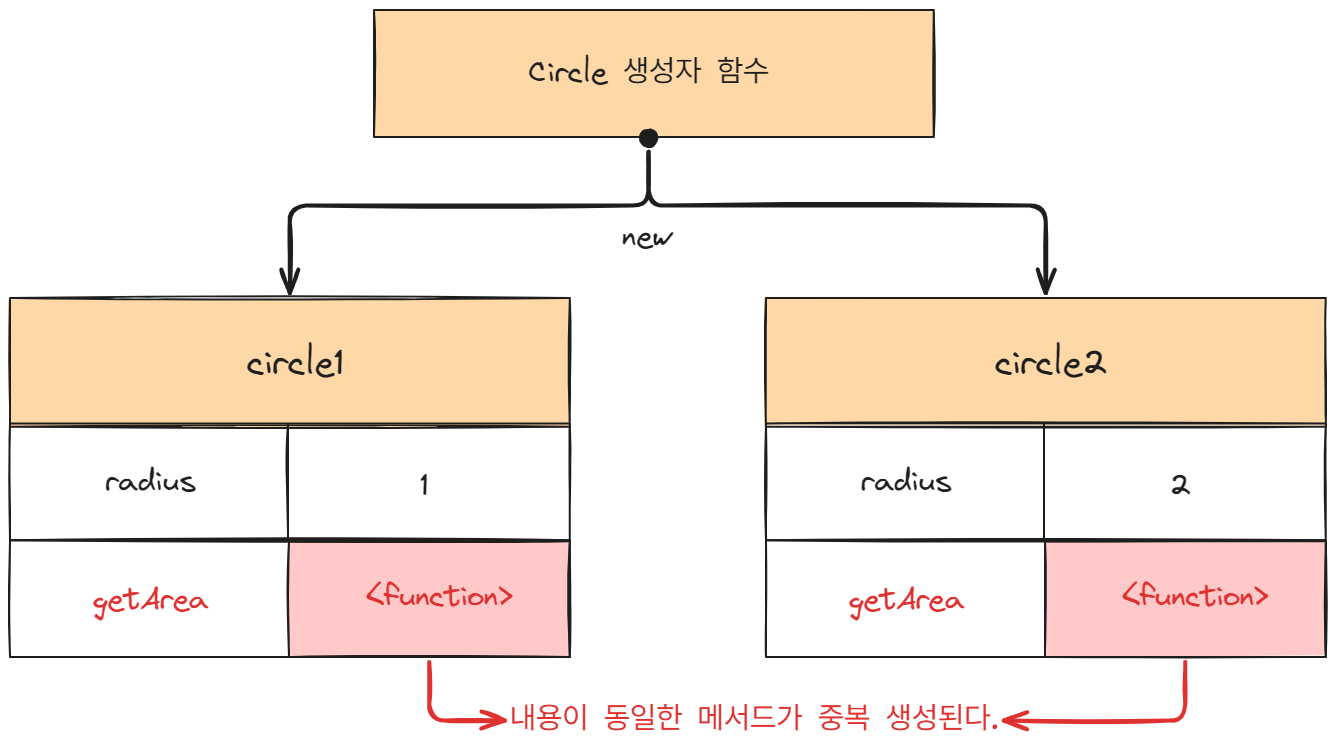 Circle 생성자 함수
new
circle1
circle2
radius
1
radius
2
getArea
<function>
getArea
<function>
내용이 동일한 메서드가 중복 생성된다.